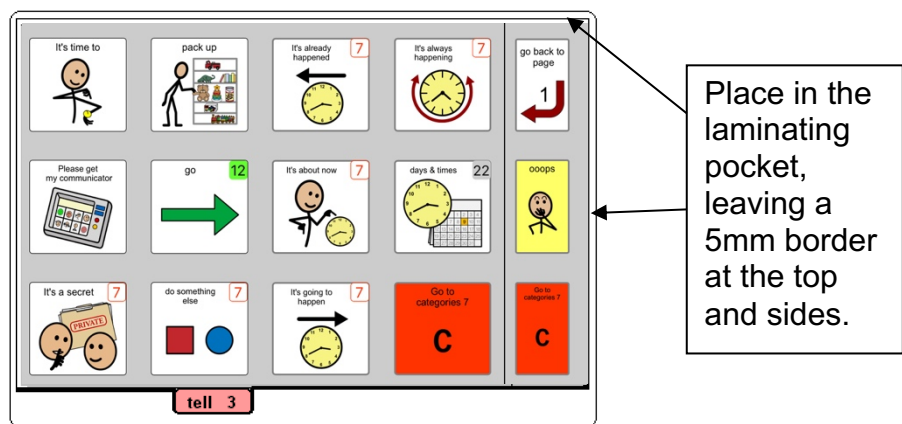 It's time to
pack up
It's already
happened
7
It's always
happening
7
go back to
page
1
Please get
my communicator
go
12
It's about now
7
days & times
22
ooops
It's a secret
7
PRIVATE
do something
else
7
It's going to
happen
7
Go to
categories 7
C
Go to
categories 7
C
tell 3
Place in the
laminating
pocket,
leaving a
5mm border
at the top
and sides.